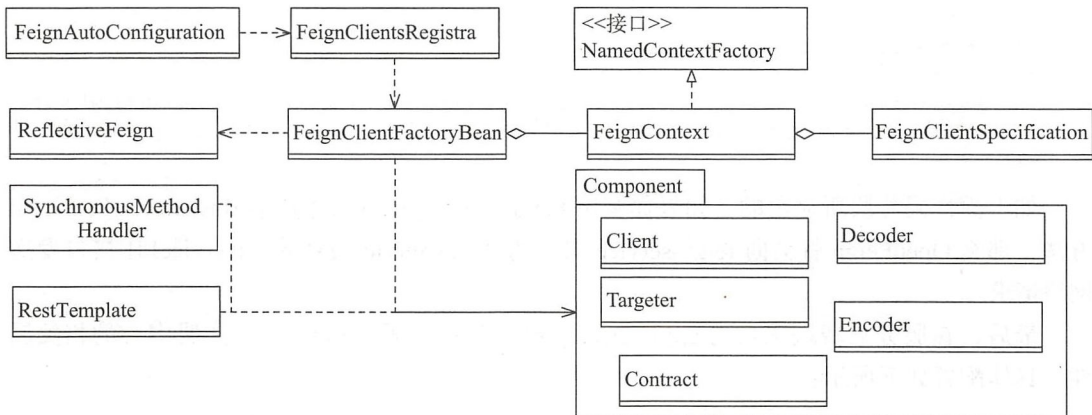 <<接口>>
FeignAutoConfiguration
FeignClientsRegistra
NamedContextFactory
ReflectiveFeign
FeignClientFactoryBean
FeignContext
FeignClientSpecification
Component
SynchronousMethod
Handler
Client
Decoder
Targeter
RestTemplate
Encoder
Contract